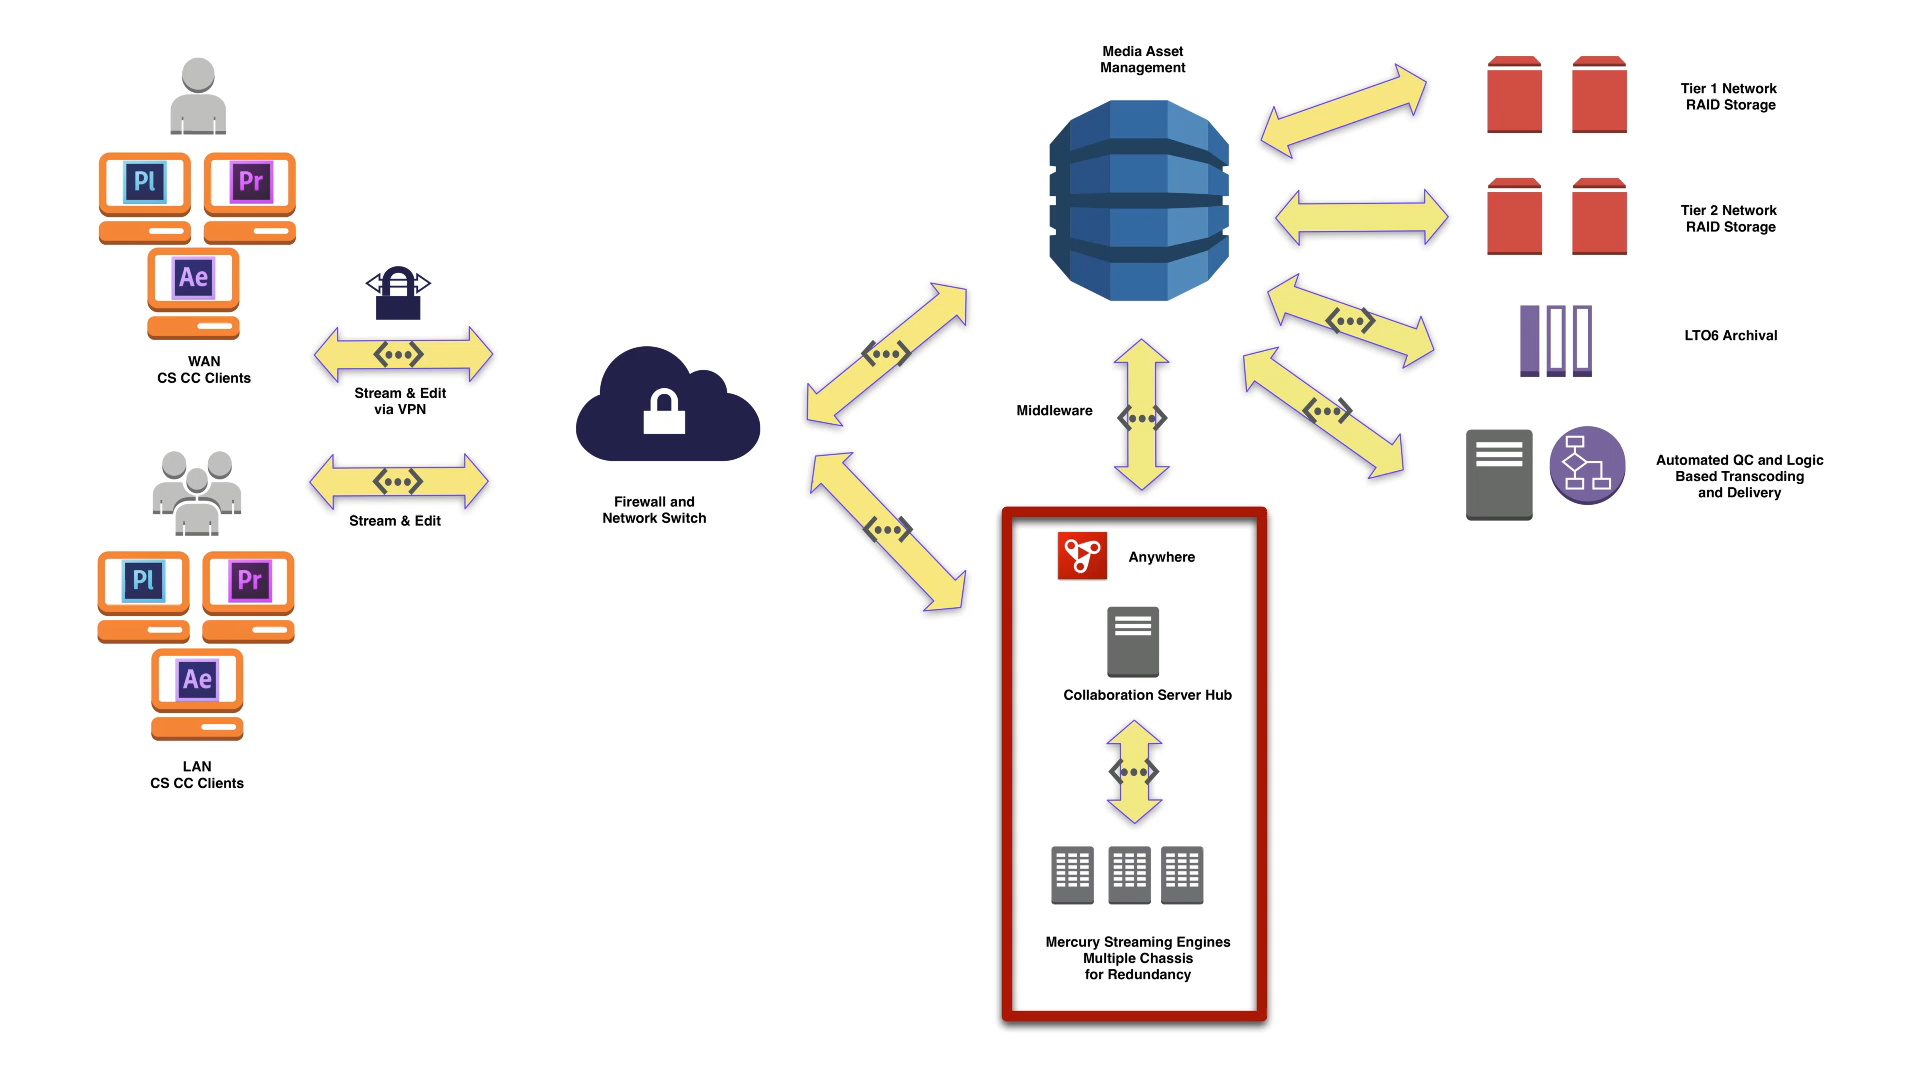 Media Asset
Management
Tier 1 Network
RAID Storage
Pl
Pr
Tier 2 Network
RAID Storage
Ae
WAN
CS CC Clients
Stream & Edit
via VPN
LTO6 Archival
Middleware
Firewall and
Network Switch
Automated QC and Logic
Based Transcoding
and Delivery
Stream & Edit
Anywhere
Pl
Pr
Ae
Collaboration Server Hub
LAN
CS CC Clients
Mercury Streaming Engines
Multiple Chassis
for Redundancy